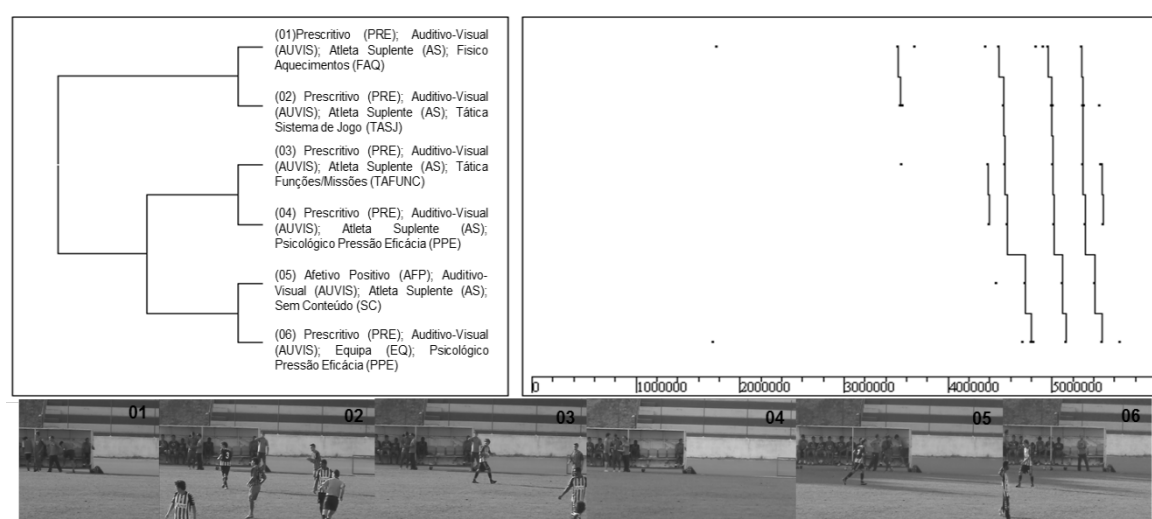 (01)Prescritivo (PRE); Auditivo-Visual
(AUVIS); Atleta Suplente (AS); Fisico
Aquecimentos (FAQ)
(02) Prescritivo (PRE); Auditivo-Visual
(AUVIS); Atleta Suplente (AS); Tática
Sistema de Jogo (TASJ)
(03) Prescritivo (PRE); Auditivo-Visual
(AUVIS); Atleta Suplente (AS); Tática
Funções/Missões (TAFUNC)
(04) Prescritivo (PRE); Auditivo-Visual
(AUVIS); Atleta Suplente (AS);
Psicológico Pressão Eficácia (PPE)
(05) Afetivo Positivo (AFP); Auditivo-
Visual (AUVIS); Atleta Suplente (AS);
Sem Conteúdo (SC)
(06) Prescritivo (PRE); Auditivo-Visual
(AUVIS); Equipa (EQ); Psicológico
Pressão Eficácia (PPE)
0 1000000 2000000 3000000 4000000 5000000
01 02 03 04 05 06